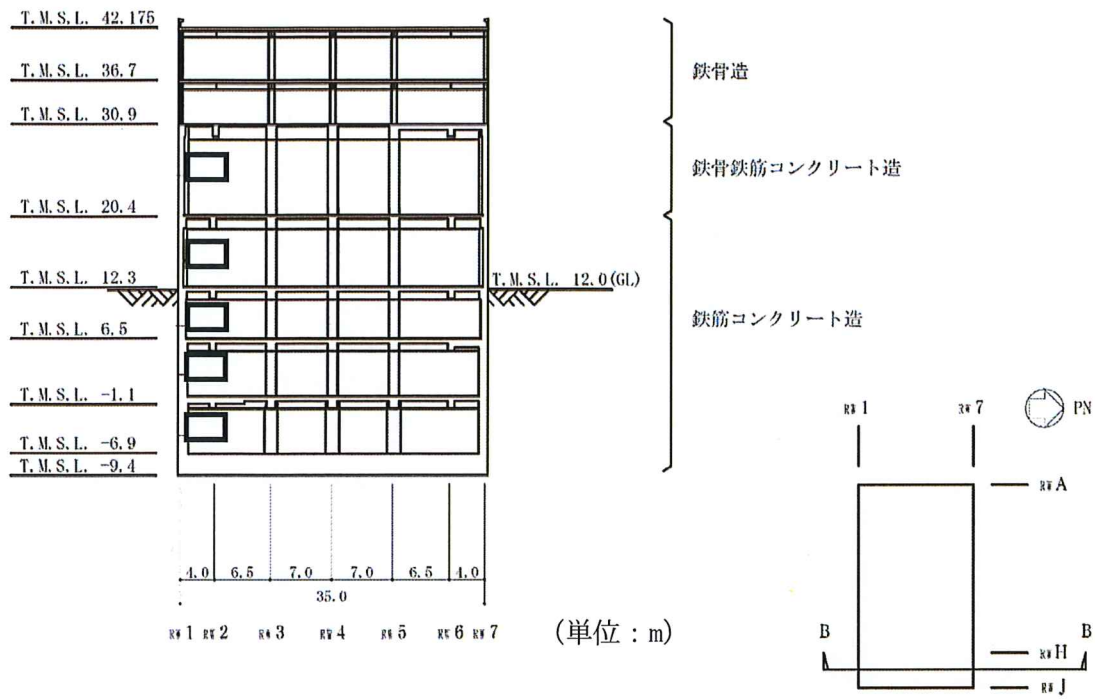 T.M.S.L. 42.175
T.M.S.L. 36.7
T.M.S.L. 30.9
T.M.S.L. 20.4
T.M.S.L. 12.3
T.M.S.L. 6.5
T.M.S.L. -1.1
T.M.S.L. -6.9
T.M.S.L. -9.4
T.M.S.L. 12.0(GL)
鉄骨造
鉄骨鉄筋コンクリート造
鉄筋コンクリート造
4.0 6.5 7.0 7.0 6.5 4.0
35.0
RW1 RW2 RW3 RW4 RW5 RW6 RW7
(単位:m)
RW1 RW7 PN
RWA
B B
RWH
RWJ